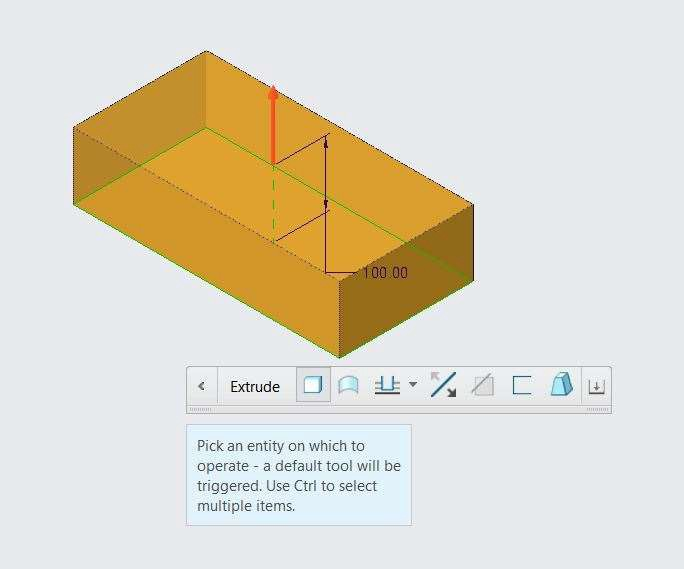 100.00
Extrude
Pick an entity on which to
operate - a default tool will be
triggered. Use Ctrl to select
multiple items.